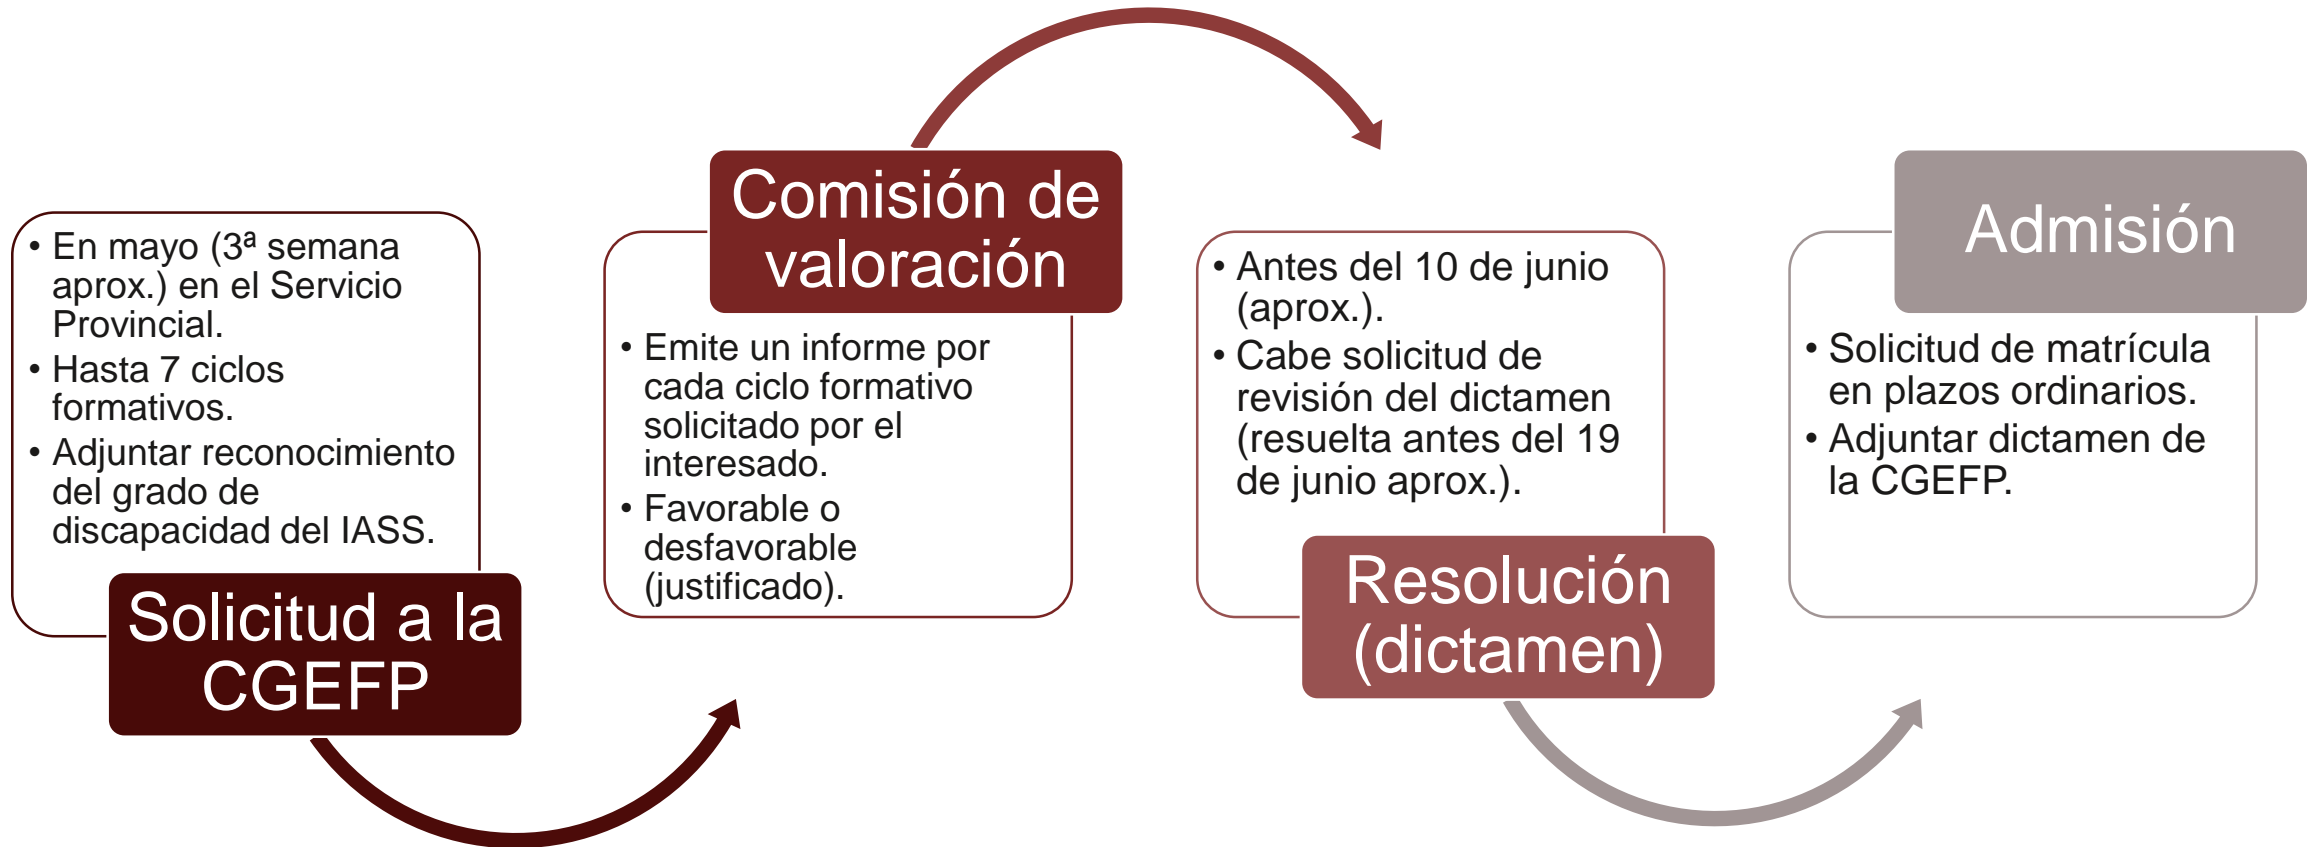 • En mayo (3ª semana
aprox.) en el Servicio
Provincial.
• Hasta 7 ciclos
formativos.
• Adjuntar reconocimiento
del grado de
discapacidad del IASS.
Solicitud a la
CGEFP
Comisión de
valoración
• Emite un informe por
cada ciclo formativo
solicitado por el
interesado.
• Favorable o
desfavorable
(justificado).
• Antes del 10 de junio
(aprox.).
• Cabe solicitud de
revisión del dictamen
(resuelta antes del 19
de junio aprox.).
Resolución
(dictamen)
Admisión
• Solicitud de matrícula
en plazos ordinarios.
• Adjuntar dictamen de
la CGEFP.